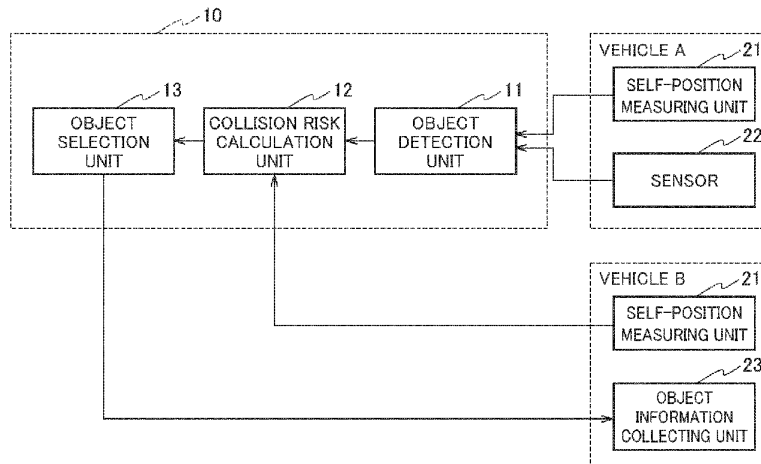 10
13
OBJECT
SELECTION
UNIT
12
COLLISION RISK
CALCULATION
UNIT
11
OBJECT
DETECTION
UNIT
VEHICLE A
21
SELF-POSITION
MEASURING UNIT
22
SENSOR
VEHICLE B
21
SELF-POSITION
MEASURING UNIT
23
OBJECT
INFORMATION
COLLECTING UNIT